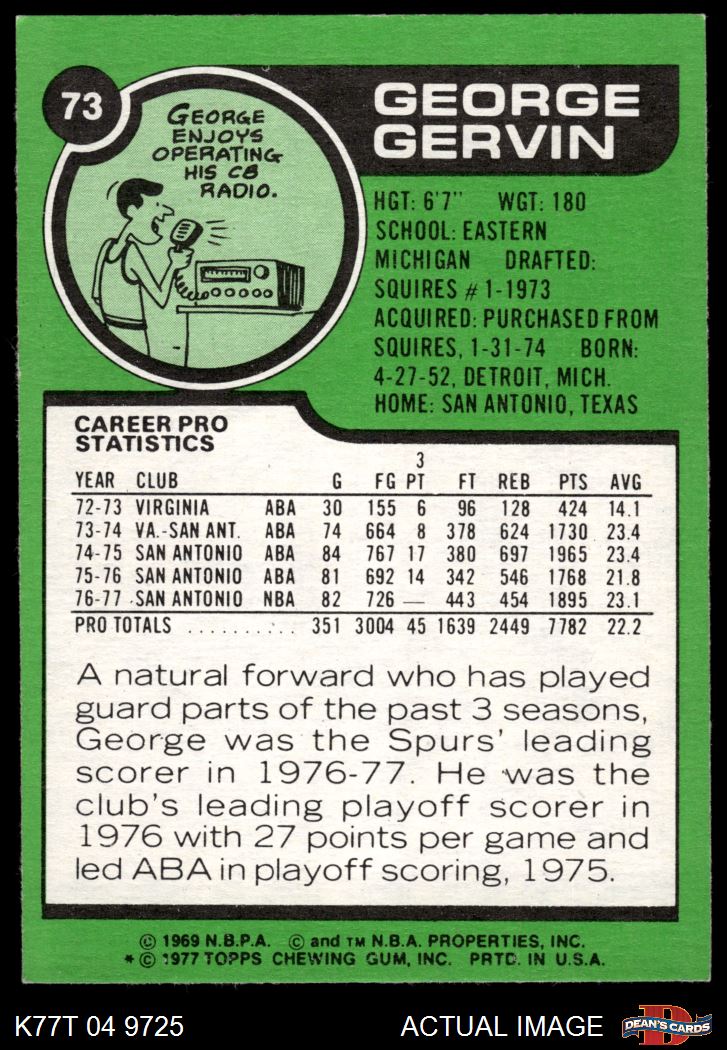 73
GEORGE
ENJOYS
OPERATING
HIS CB
RADIO.
GEORGE
GERVIN
HGT: 6'7" WGT: 180
SCHOOL: EASTERN
MICHIGAN DRAFTED:
SQUIRES #1-1973
ACQUIRED: PURCHASED FROM
SQUIRES, 1-31-74 BORN:
4-27-52, DETROIT, MICH.
HOME: SAN ANTONIO, TEXAS
CAREER PRO
STATISTICS
3
YEAR CLUB G FG PT FT REB PTS AVG
72-73 VIRGINIA ABA 30 155 6 96 128 424 14.1
73-74 VA.-SAN ANT. ABA 74 664 8 378 624 1730 23.4
74-75 SAN ANTONIO ABA 84 767 17 380 697 1965 23.4
75-76 SAN ANTONIO ABA 81 692 14 342 546 1768 21.8
76-77 SAN ANTONIO NBA 82 726 — 443 454 1895 23.1
PRO TOTALS .......... 351 3004 45 1639 2449 7782 22.2
A natural forward who has played
guard parts of the past 3 seasons,
George was the Spurs' leading
scorer in 1976-77. He was the
club's leading playoff scorer in
1976 with 27 points per game and
led ABA in playoff scoring, 1975.
© 1969 N.B.P.A. © and TM N.B.A. PROPERTIES, INC.
* © 1977 TOPPS CHEWING GUM, INC. PRTD. IN U.S.A.
K77T 04 9725 ACTUAL IMAGE
D
DEAN'S CARDS